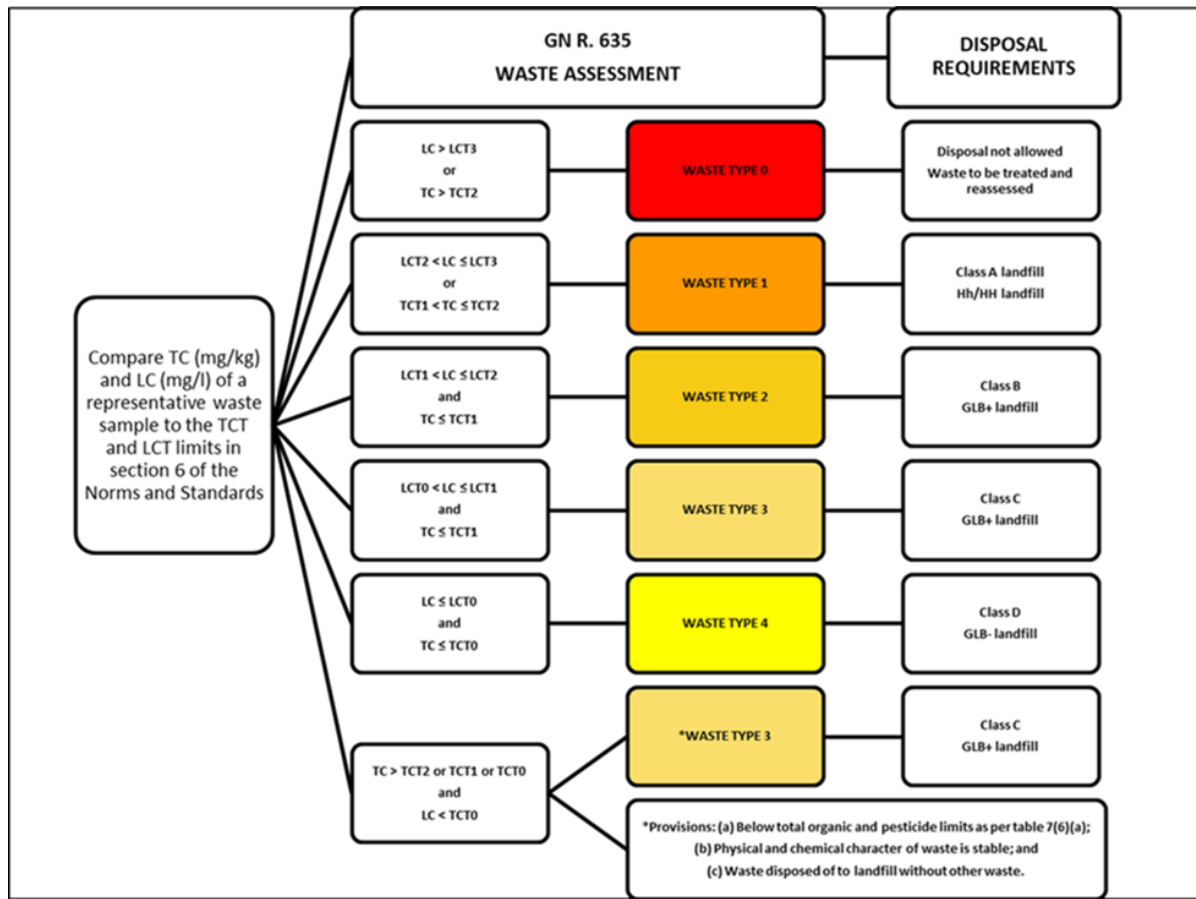 GN R. 635
WASTE ASSESSMENT
DISPOSAL
REQUIREMENTS
Compare TC (mg/kg)
and LC (mg/l) of a
representative waste
sample to the TCT
and LCT limits in
section 6 of the
Norms and Standards
LC > LCT3
or
TC > TCT2
WASTE TYPE 0
Disposal not allowed
Waste to be treated and
reassessed
LCT2 < LC ≤ LCT3
or
TCT1 < TC ≤ TCT2
WASTE TYPE 1
Class A landfill
Hh/HH landfill
LCT1 < LC ≤ LCT2
and
TC ≤ TCT1
WASTE TYPE 2
Class B
GLB+ landfill
LCT0 < LC ≤ LCT1
and
TC ≤ TCT1
WASTE TYPE 3
Class C
GLB+ landfill
LC ≤ LCT0
and
TC ≤ TCT0
WASTE TYPE 4
Class D
GLB- landfill
TC > TCT2 or TCT1 or TCT0
and
LC < TCT0
*WASTE TYPE 3
Class C
GLB+ landfill
*Provisions: (a) Below total organic and pesticide limits as per table 7(6)(a);
(b) Physical and chemical character of waste is stable; and
(c) Waste disposed of to landfill without other waste.